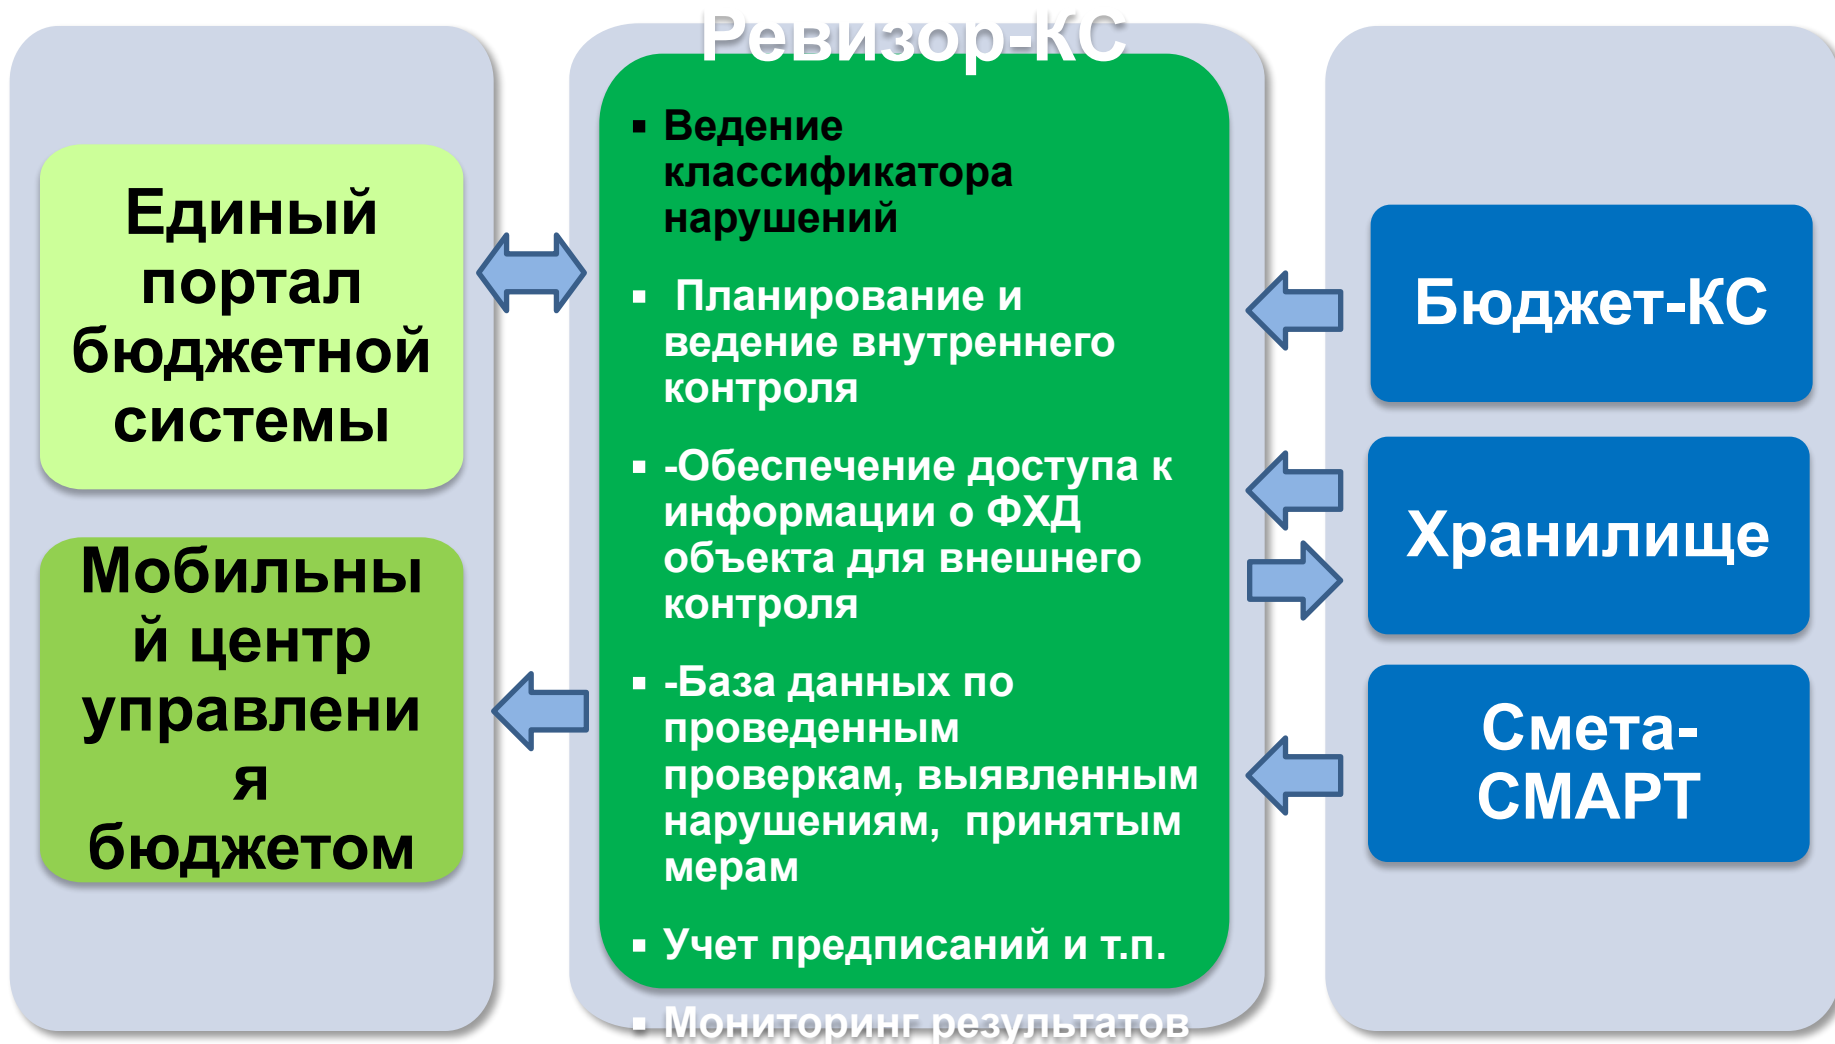 Ревизор-КС
Единый
портал
бюджетной
системы
Мобильны
й центр
управлени
я
бюджетом
▪ Ведение
классификатора
нарушений
▪ Планирование и
ведение внутреннего
контроля
▪ -Обеспечение доступа к
информации о ФХД
объекта для внешнего
контроля
▪ -База данных по
проведенным
проверкам, выявленным
нарушениям, принятым
мерам
▪ Учет предписаний и т.п.
▪ Мониторинг результатов
Бюджет-КС
Хранилище
Смета-
СМАРТ